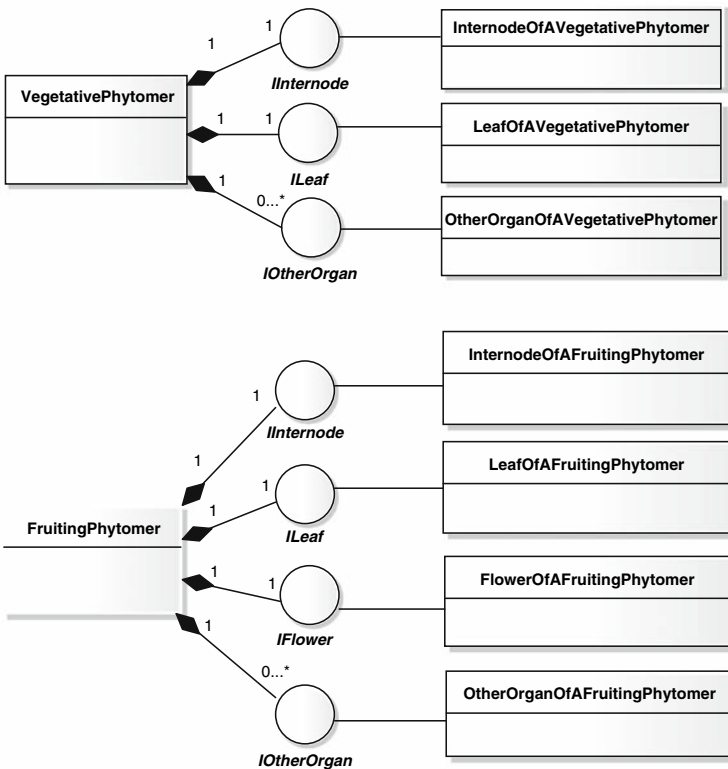 1
1
IInternode
InternodeOfAVegetativePhytomer
VegetativePhytomer
1
1
ILeaf
LeafOfAVegetativePhytomer
1
0...*
IOtherOrgan
OtherOrganOfAVegetativePhytomer
1
1
IInternode
InternodeOfAFruitingPhytomer
FruitingPhytomer
1
1
ILeaf
LeafOfAFruitingPhytomer
1
1
IFlower
FlowerOfAFruitingPhytomer
1
0...*
IOtherOrgan
OtherOrganOfAFruitingPhytomer